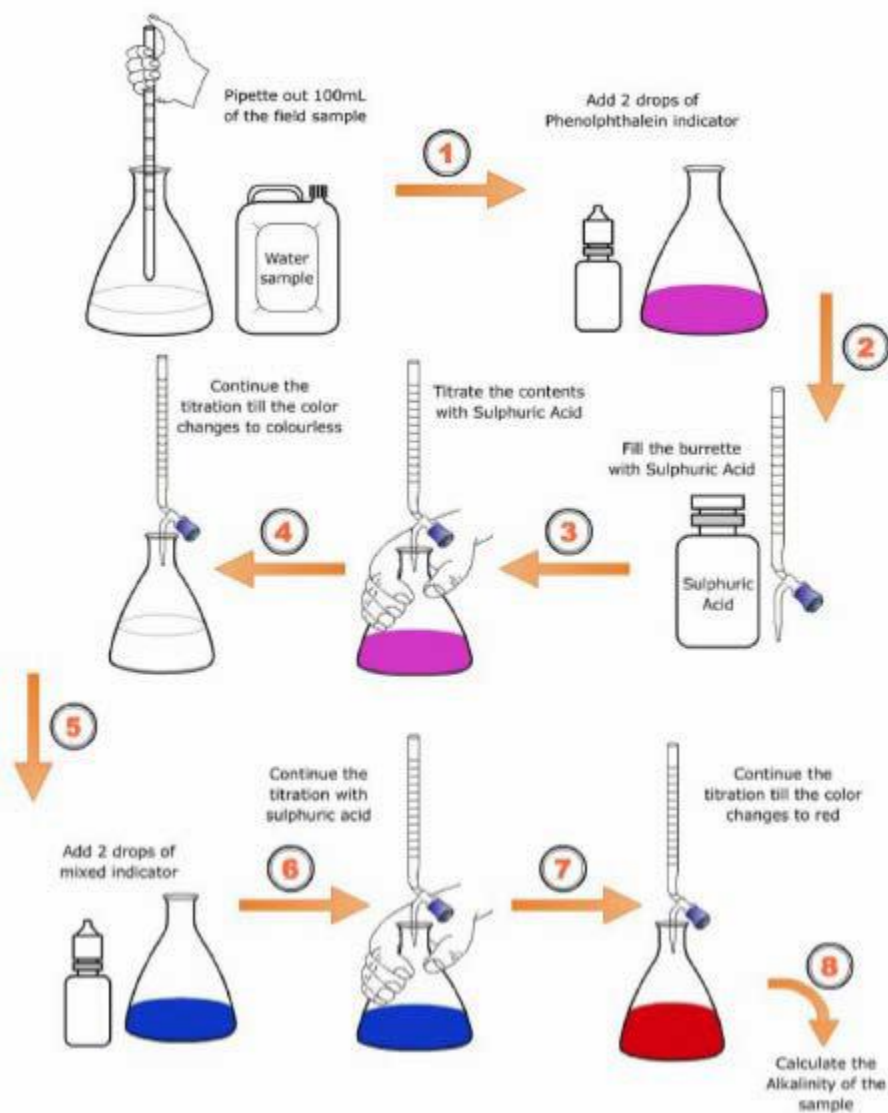 Pipette out 100mL
of the field sample
Water
sample
1
Add 2 drops of
Phenolphthalein indicator
2
Fill the burrette
with Sulphuric Acid
Sulphuric
Acid
3
Titrate the contents
with Sulphuric Acid
4
Continue the
titration till the color
changes to colourless
5
Add 2 drops of
mixed indicator
6
Continue the
titration with
sulphuric acid
7
Continue the
titration till the color
changes to red
8
Calculate the
Alkalinity of the
sample